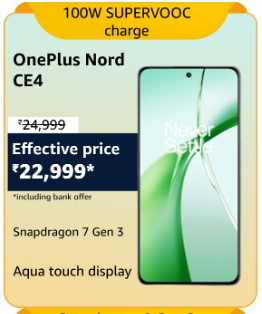 100W SUPERVOOC
charge
OnePlus Nord
CE4
₹24,999
Effective price
₹22,999*
*including bank offer
Snapdragon 7 Gen 3
Aqua touch display
Never
Settle